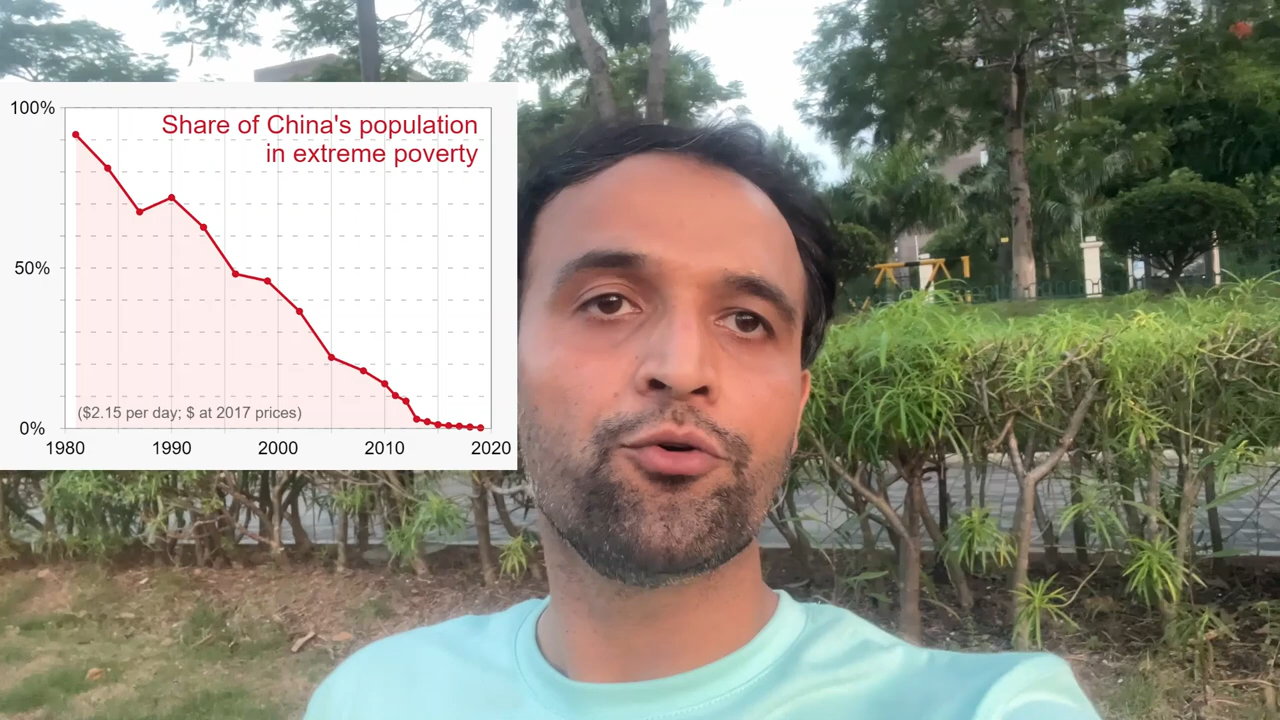 100%
Share of China's population
in extreme poverty
50%
($2.15 per day; $ at 2017 prices)
0%
1980 1990 2000 2010 2020